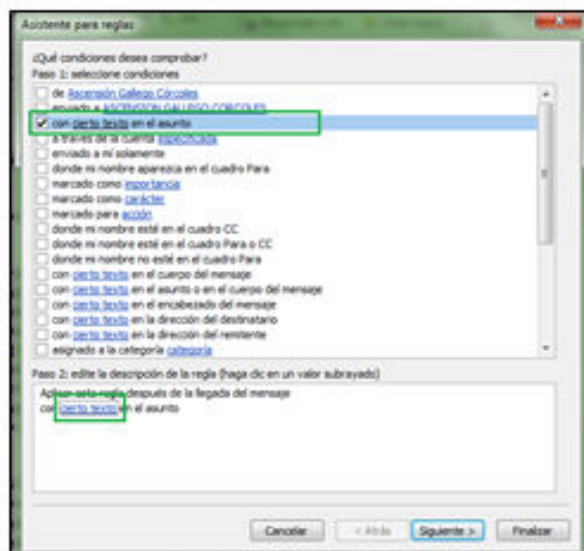 Asistente para reglas
¿Qué condiciones desea comprobar?
Paso 1: seleccione condiciones
de Ascensión Gallego Córcoles
enviado a ASCENSION GALLEGO CORCOLES
con cierto texto en el asunto
a través de la cuenta especificada
enviado a mí solamente
donde mi nombre aparezca en el cuadro Para
marcado como importancia
marcado como carácter
marcado para acción
donde mi nombre esté en el cuadro CC
donde mi nombre esté en el cuadro Para o CC
donde mi nombre no esté en el cuadro Para
con cierto texto en el cuerpo del mensaje
con cierto texto en el asunto o en el cuerpo del mensaje
con cierto texto en el encabezado del mensaje
con cierto texto en la dirección del destinatario
con cierto texto en la dirección del remitente
asignado a la categoría categoría
Paso 2: edite la descripción de la regla (haga clic en un valor subrayado)
Aplicar esta regla después de la llegada del mensaje
con cierto texto en el asunto
Cancelar < Atrás Siguiente > Finalizar